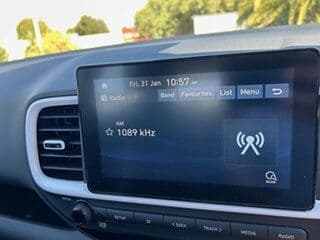 Fri, 31 Jan 10:57
Radio
Band Favourites List Menu
AM
1089 kHz
SCAN
SETUP
< SEEK
TRACK >
MEDIA
RADIO